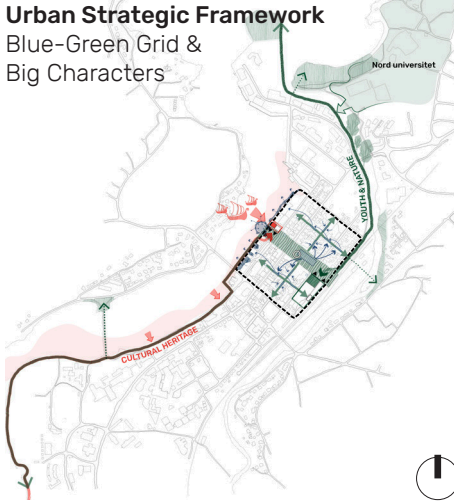 Urban Strategic Framework
Blue-Green Grid &
Big Characters
Nord universitet
YOUTH & NATURE
CULTURAL HERITAGE